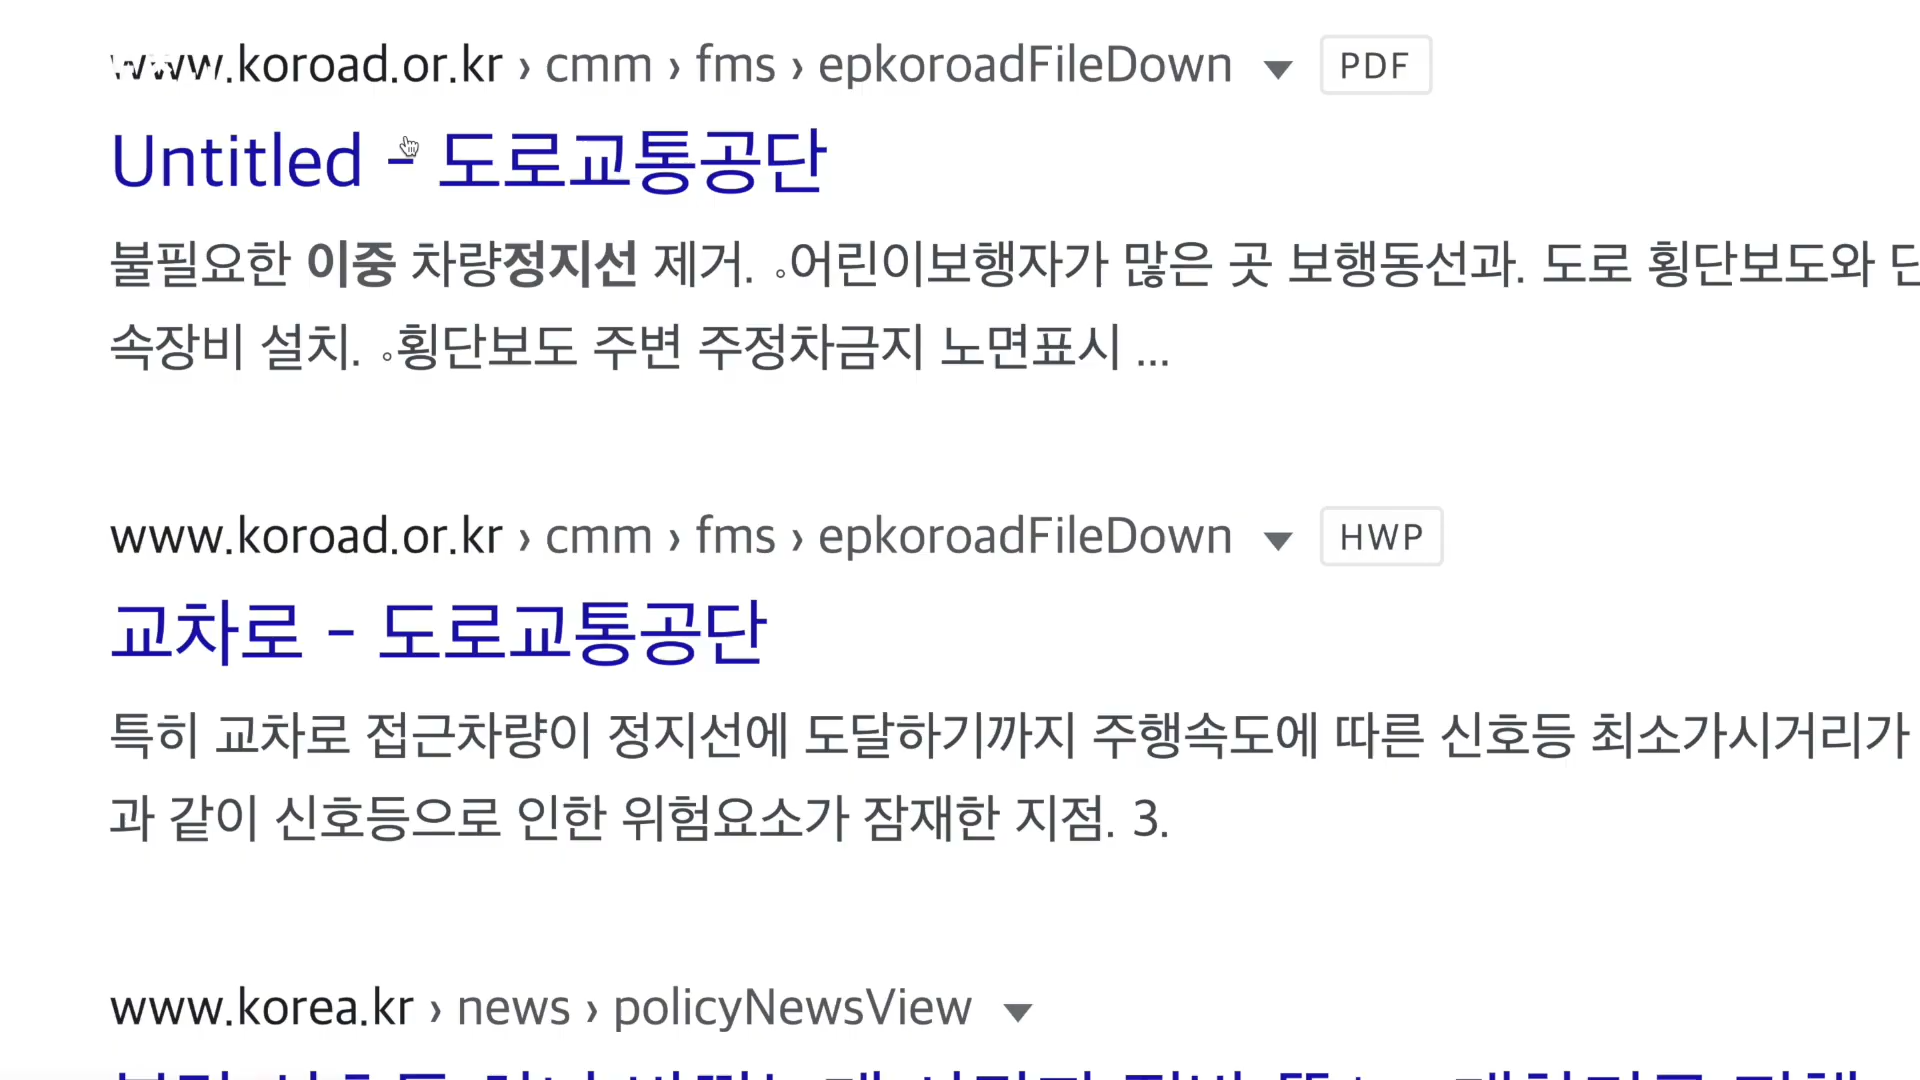 www.koroad.or.kr › cmm › fms › epkoroadFileDown ▼ PDF
Untitled - 도로교통공단
불필요한 이중 차량정지선 제거. ◦어린이보행자가 많은 곳 보행동선과. 도로 횡단보도와 단
속장비 설치. ◦횡단보도 주변 주정차금지 노면표시 ...
www.koroad.or.kr › cmm › fms › epkoroadFileDown ▼ HWP
교차로 - 도로교통공단
특히 교차로 접근차량이 정지선에 도달하기까지 주행속도에 따른 신호등 최소가시거리가
과 같이 신호등으로 인한 위험요소가 잠재한 지점. 3.
www.korea.kr › news › policyNewsView ▼